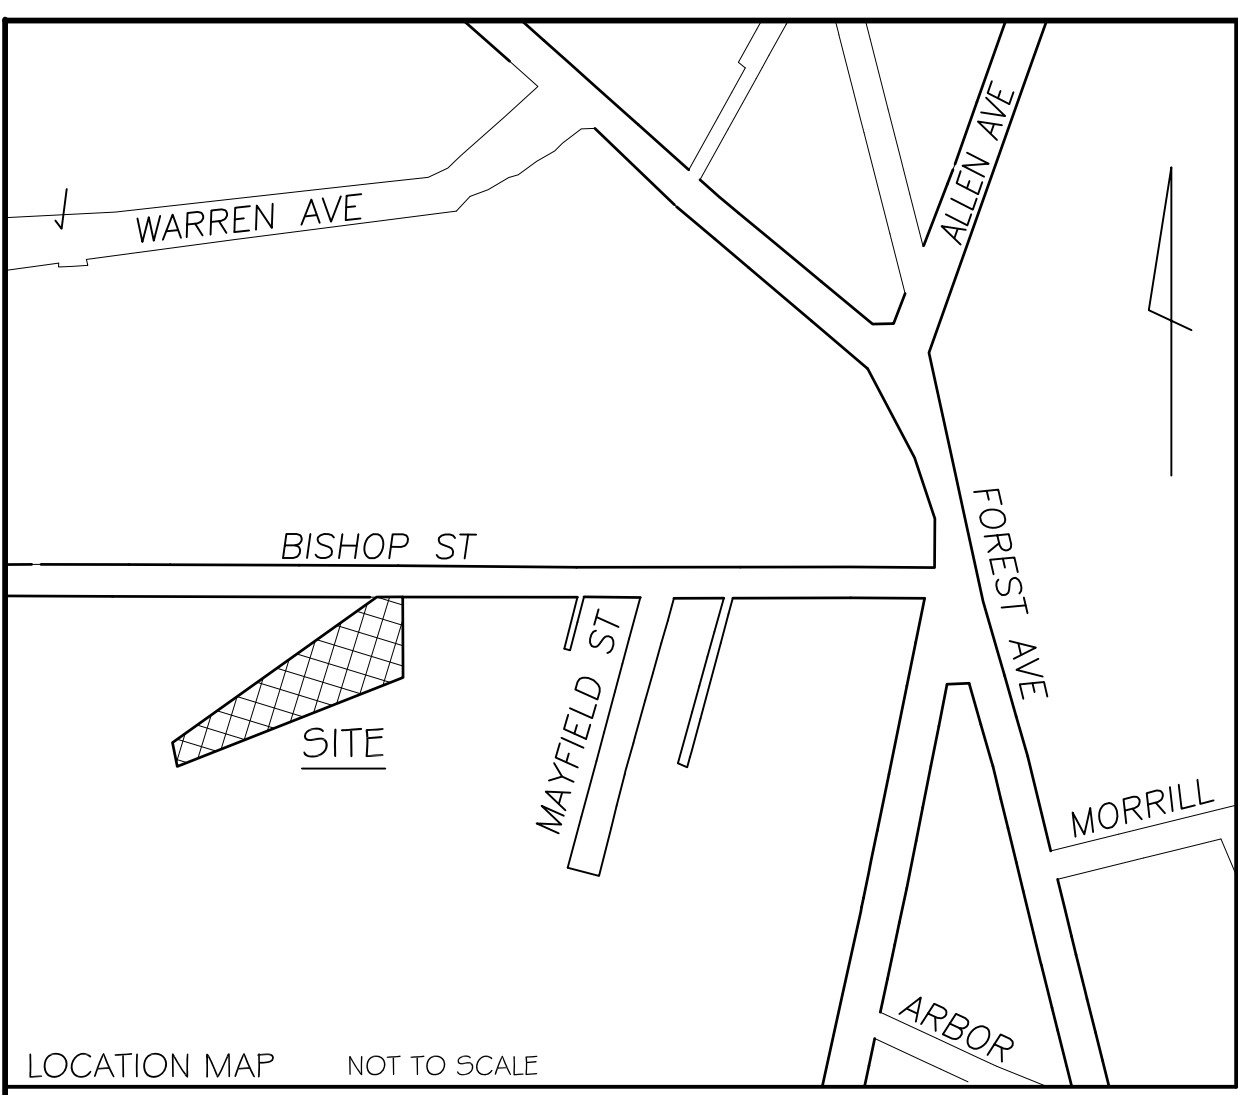 ALLEN AVE
WARREN AVE
BISHOP ST
FOREST AVE
MAYFIELD ST
SITE
MORRILL
ARBOR
LOCATION MAP
NOT TO SCALE